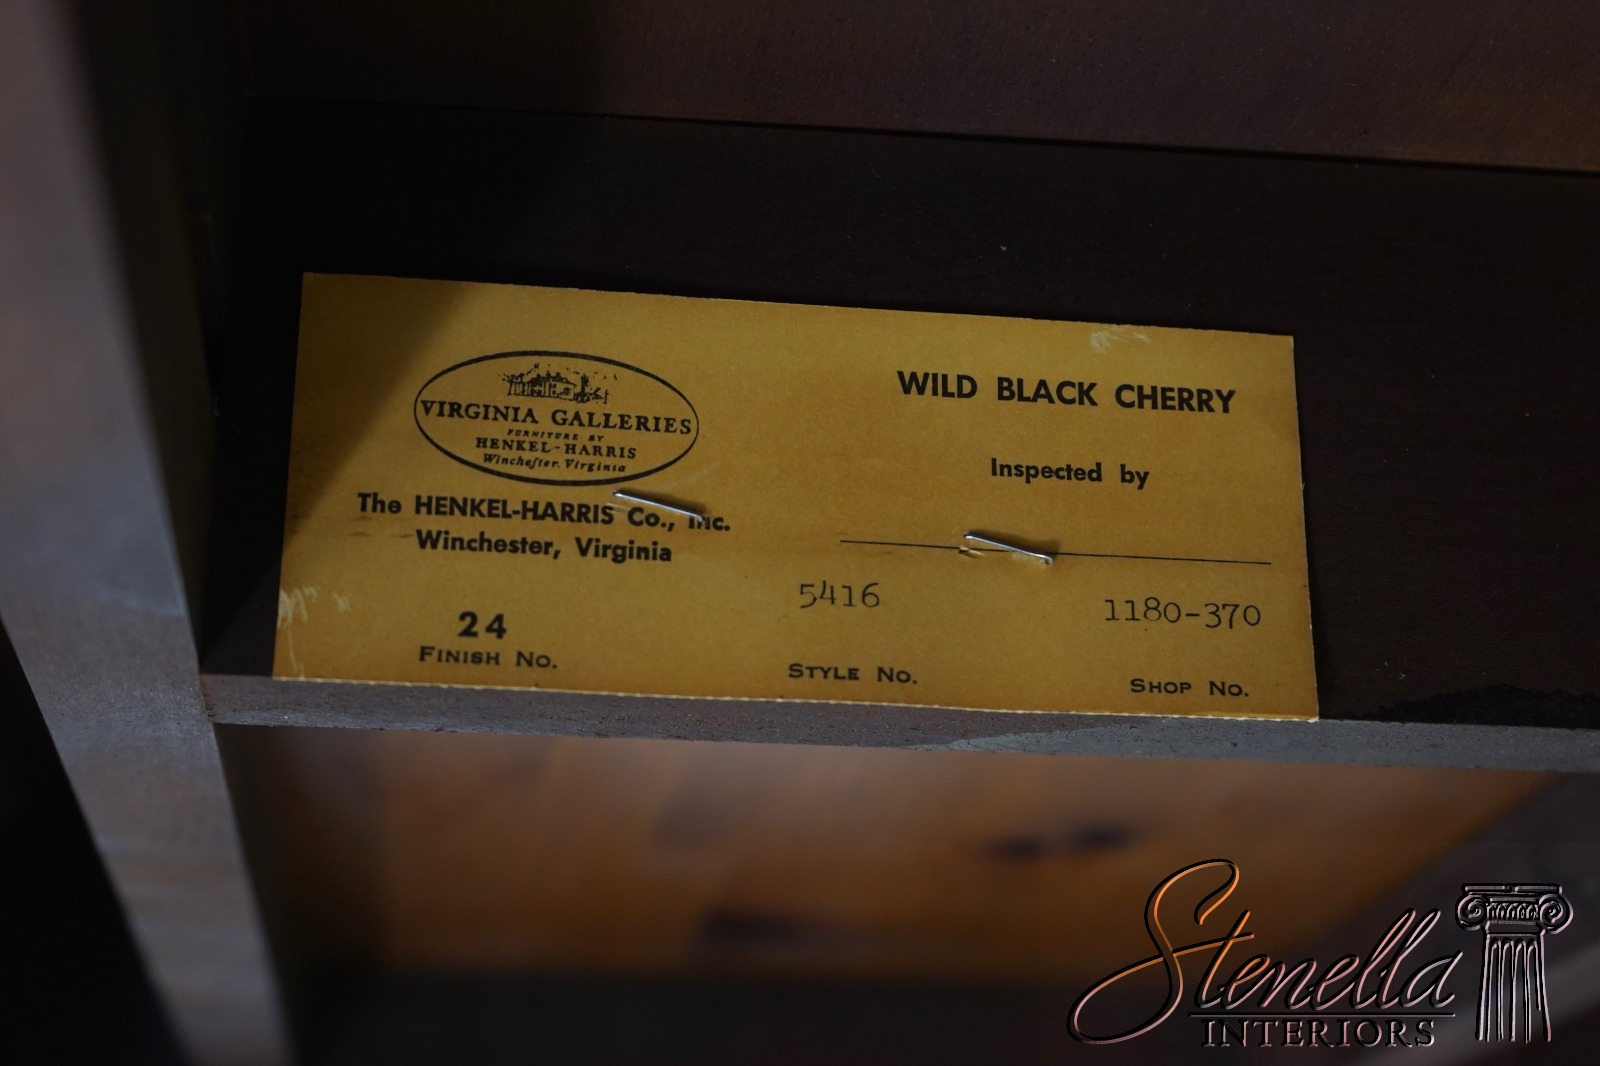 VIRGINIA GALLERIES
FURNITURE BY
HENKEL-HARRIS
Winchester, Virginia
The HENKEL-HARRIS Co., Inc.
Winchester, Virginia
24
FINISH NO.
WILD BLACK CHERRY
Inspected by
5416
STYLE NO.
1180-370
SHOP NO.
Stenella
INTERIORS